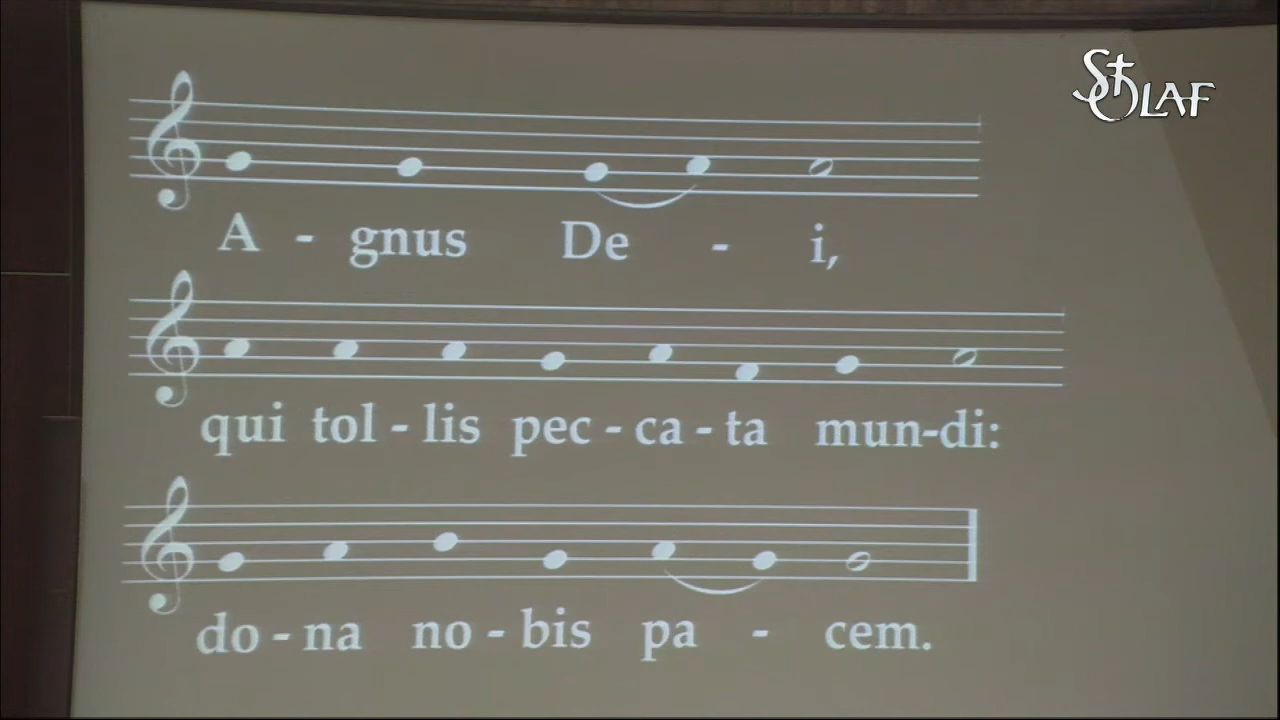 St OLAF
A - gnus De - i,
qui tol - lis pec - ca - ta mun - di:
do - na no - bis pa - cem.